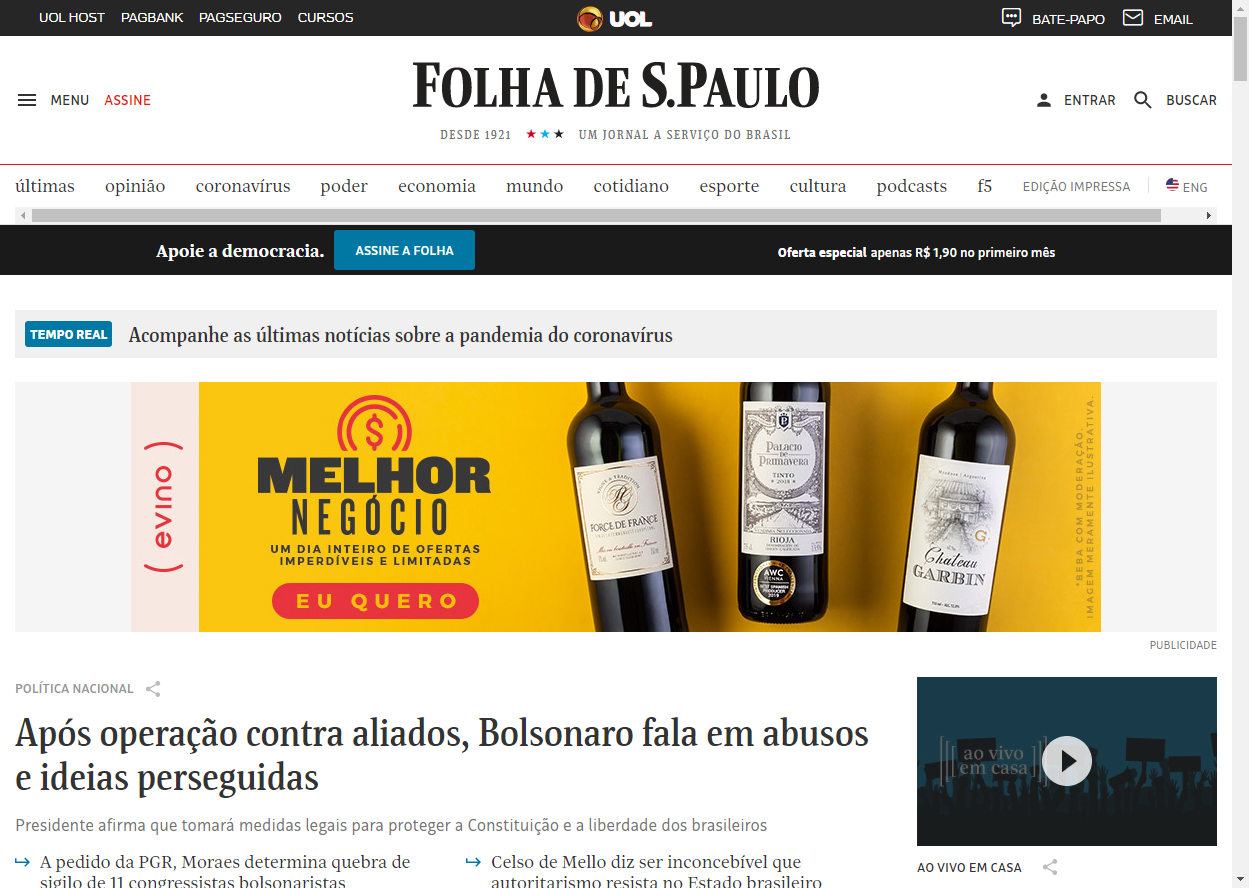 UOL HOST PAGBANK PAGSEGURO CURSOS UOL BATE-PAPO EMAIL
MENU ASSINE FOLHA DE S.PAULO ENTRAR BUSCAR
DESDE 1921 UM JORNAL A SERVIÇO DO BRASIL
últimas opinião coronavírus poder economia mundo cotidiano esporte cultura podcasts f5 EDIÇÃO IMPRESSA ENG
Apoie a democracia. ASSINE A FOLHA Oferta especial apenas R$ 1,90 no primeiro mês
TEMPO REAL Acompanhe as últimas notícias sobre a pandemia do coronavírus
(evino)
$
MELHOR
NEGÓCIO
UM DIA INTEIRO DE OFERTAS
IMPERDÍVEIS E LIMITADAS
EU QUERO
FORCE DE FRANCE
PALACIO
DE
PRIMAVERA
TINTO
2018
RIOJA
AWC
VIENNA
G
Chateau
GARBIN
*BEBA COM MODERAÇÃO.
IMAGEM MERAMENTE ILUSTRATIVA.
PUBLICIDADE
POLÍTICA NACIONAL
Após operação contra aliados, Bolsonaro fala em abusos
e ideias perseguidas
Presidente afirma que tomará medidas legais para proteger a Constituição e a liberdade dos brasileiros
A pedido da PGR, Moraes determina quebra de
sigilo de 11 congressistas bolsonaristas
Celso de Mello diz ser inconcebível que
autoritarismo resista no Estado brasileiro
ao vivo
em casa
AO VIVO EM CASA